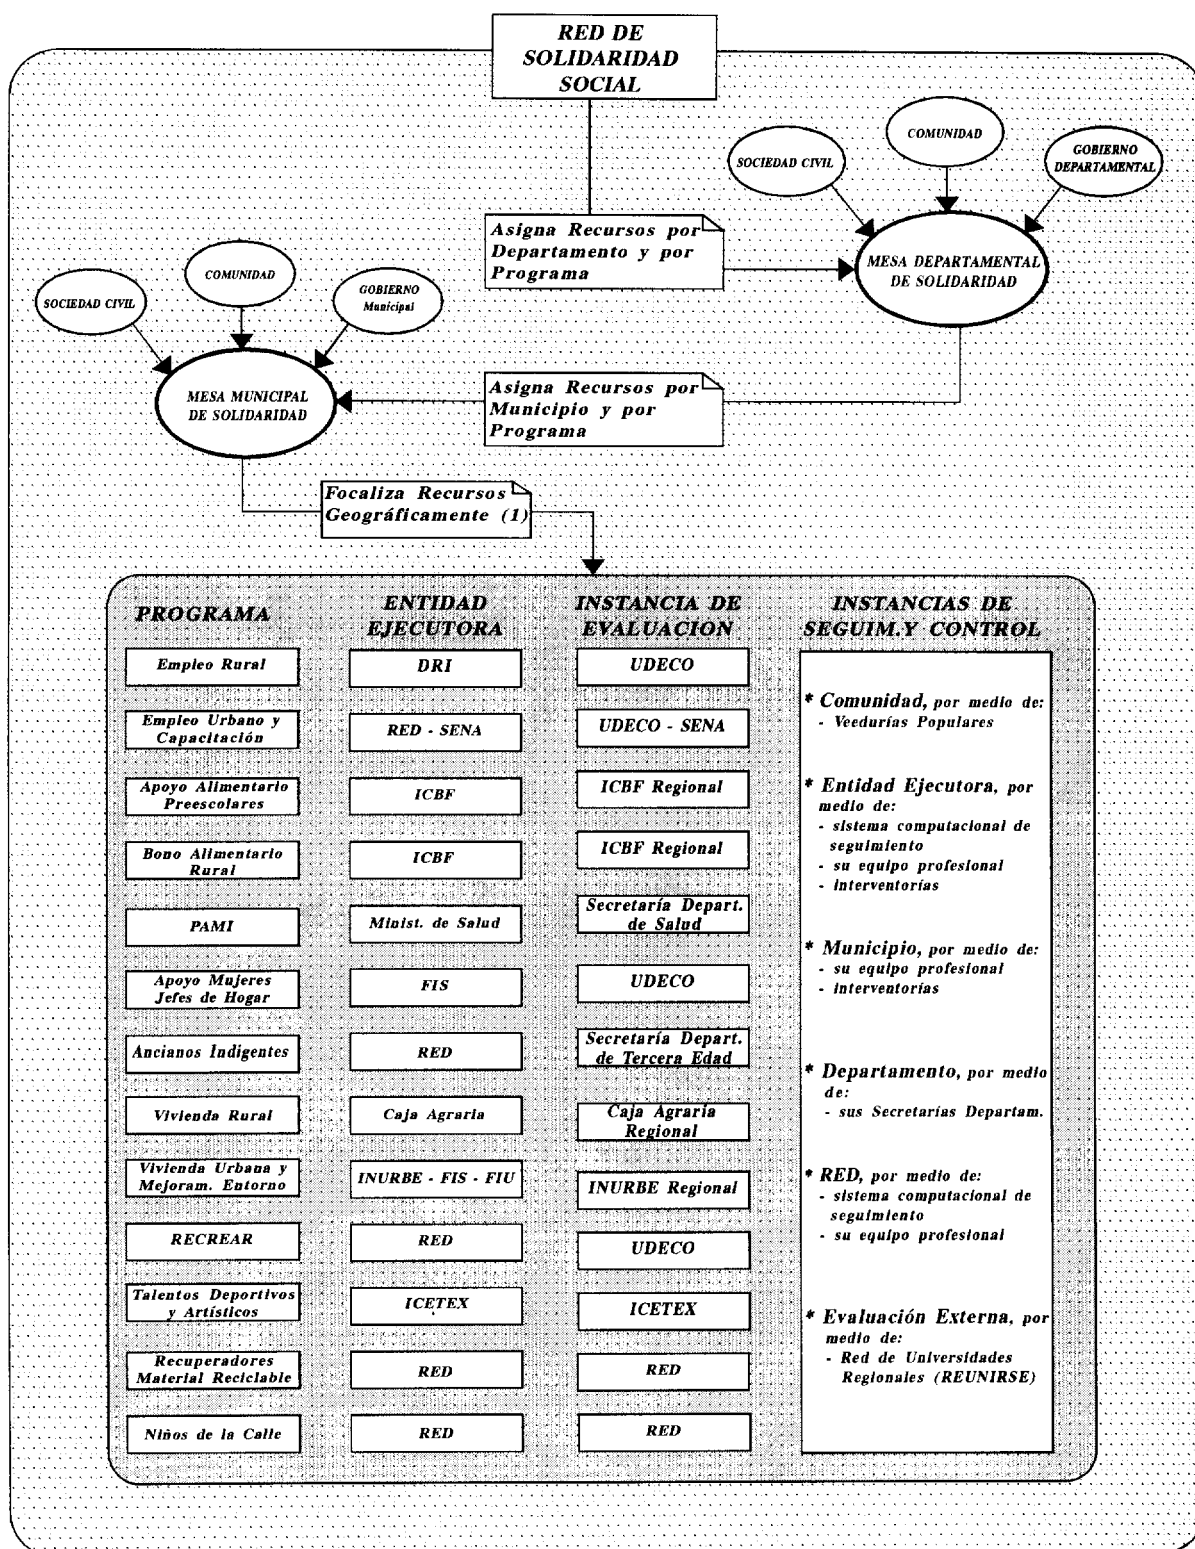 RED DE
SOLIDARIDAD
SOCIAL
SOCIEDAD CIVIL
COMUNIDAD
GOBIERNO
DEPARTAMENTAL
Asigna Recursos por
Departamento y por
Programa
MESA DEPARTAMENTAL
DE SOLIDARIDAD
SOCIEDAD CIVIL
COMUNIDAD
GOBIERNO
Municipal
MESA MUNICIPAL
DE SOLIDARIDAD
Asigna Recursos por
Municipio y por
Programa
Focaliza Recursos
Geográficamente (1)
PROGRAMA
Empleo Rural
Empleo Urbano y
Capacitación
Apoyo Alimentario
Preescolares
Bono Alimentario
Rural
PAMI
Apoyo Mujeres
Jefes de Hogar
Ancianos Indigentes
Vivienda Rural
Vivienda Urbana y
Mejoram. Entorno
RECREAR
Talentos Deportivos
y Artísticos
Recuperadores
Material Reciclable
Niños de la Calle
ENTIDAD
EJECUTORA
DRI
RED - SENA
ICBF
ICBF
Minist. de Salud
FIS
RED
Caja Agraria
INURBE - FIS - FIU
RED
ICETEX
RED
RED
INSTANCIA DE
EVALUACION
UDECO
UDECO - SENA
ICBF Regional
ICBF Regional
Secretaría Depart.
de Salud
UDECO
Secretaría Depart.
de Tercera Edad
Caja Agraria
Regional
INURBE Regional
UDECO
ICETEX
RED
RED
INSTANCIAS DE
SEGUIM.Y CONTROL
* Comunidad, por medio de:
- Veedurías Populares
* Entidad Ejecutora, por
medio de:
- sistema computacional de
seguimiento
- su equipo profesional
- interventorías
* Municipio, por medio de:
- su equipo profesional
- interventorías
* Departamento, por medio
de:
- sus Secretarías Departam.
* RED, por medio de:
- sistema computacional de
seguimiento
- su equipo profesional
* Evaluación Externa, por
medio de:
- Red de Universidades
Regionales (REUNIRSE)